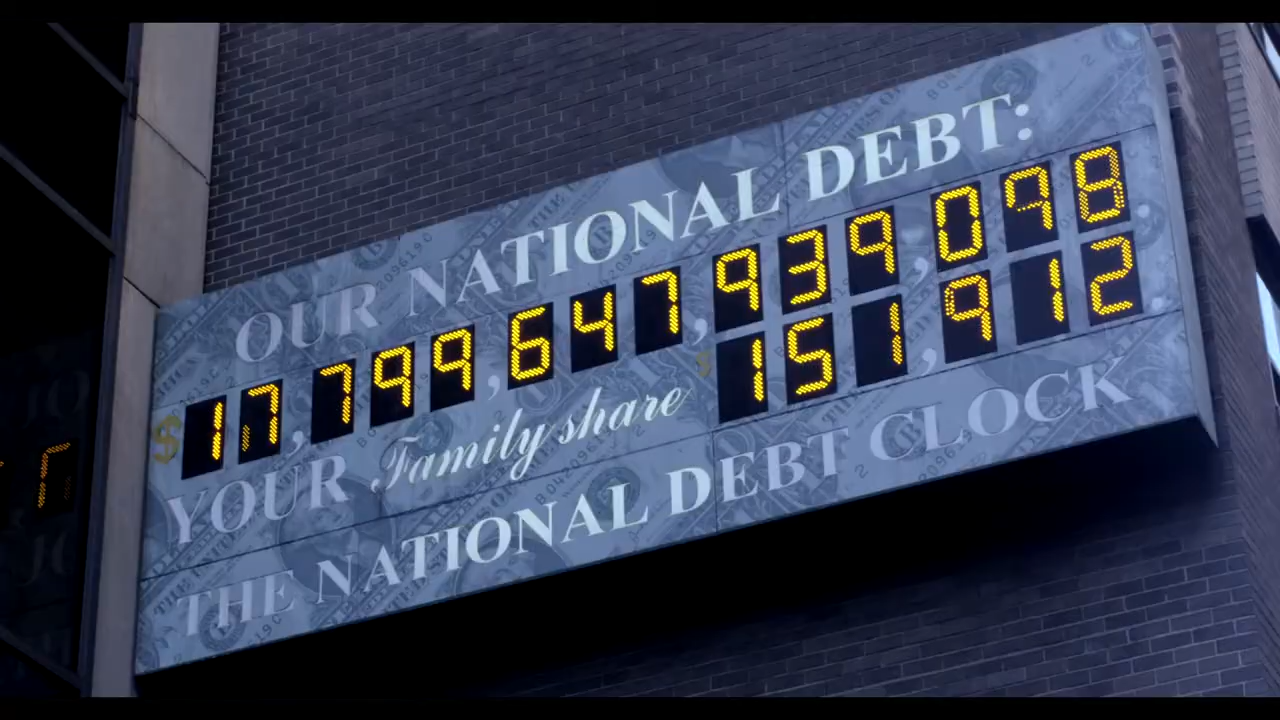 OUR NATIONAL DEBT:
$17,799,647,939,098
YOUR Family share $151,912
THE NATIONAL DEBT CLOCK